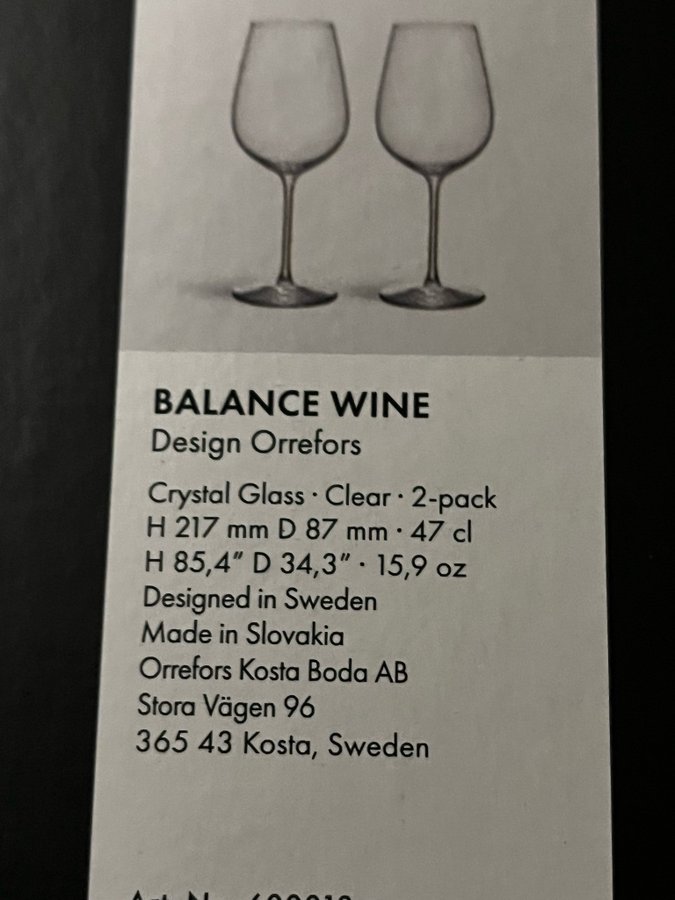 BALANCE WINE
Design Orrefors
Crystal Glass · Clear · 2-pack
H 217 mm D 87 mm · 47 cl
H 85,4” D 34,3” · 15,9 oz
Designed in Sweden
Made in Slovakia
Orrefors Kosta Boda AB
Stora Vägen 96
365 43 Kosta, Sweden